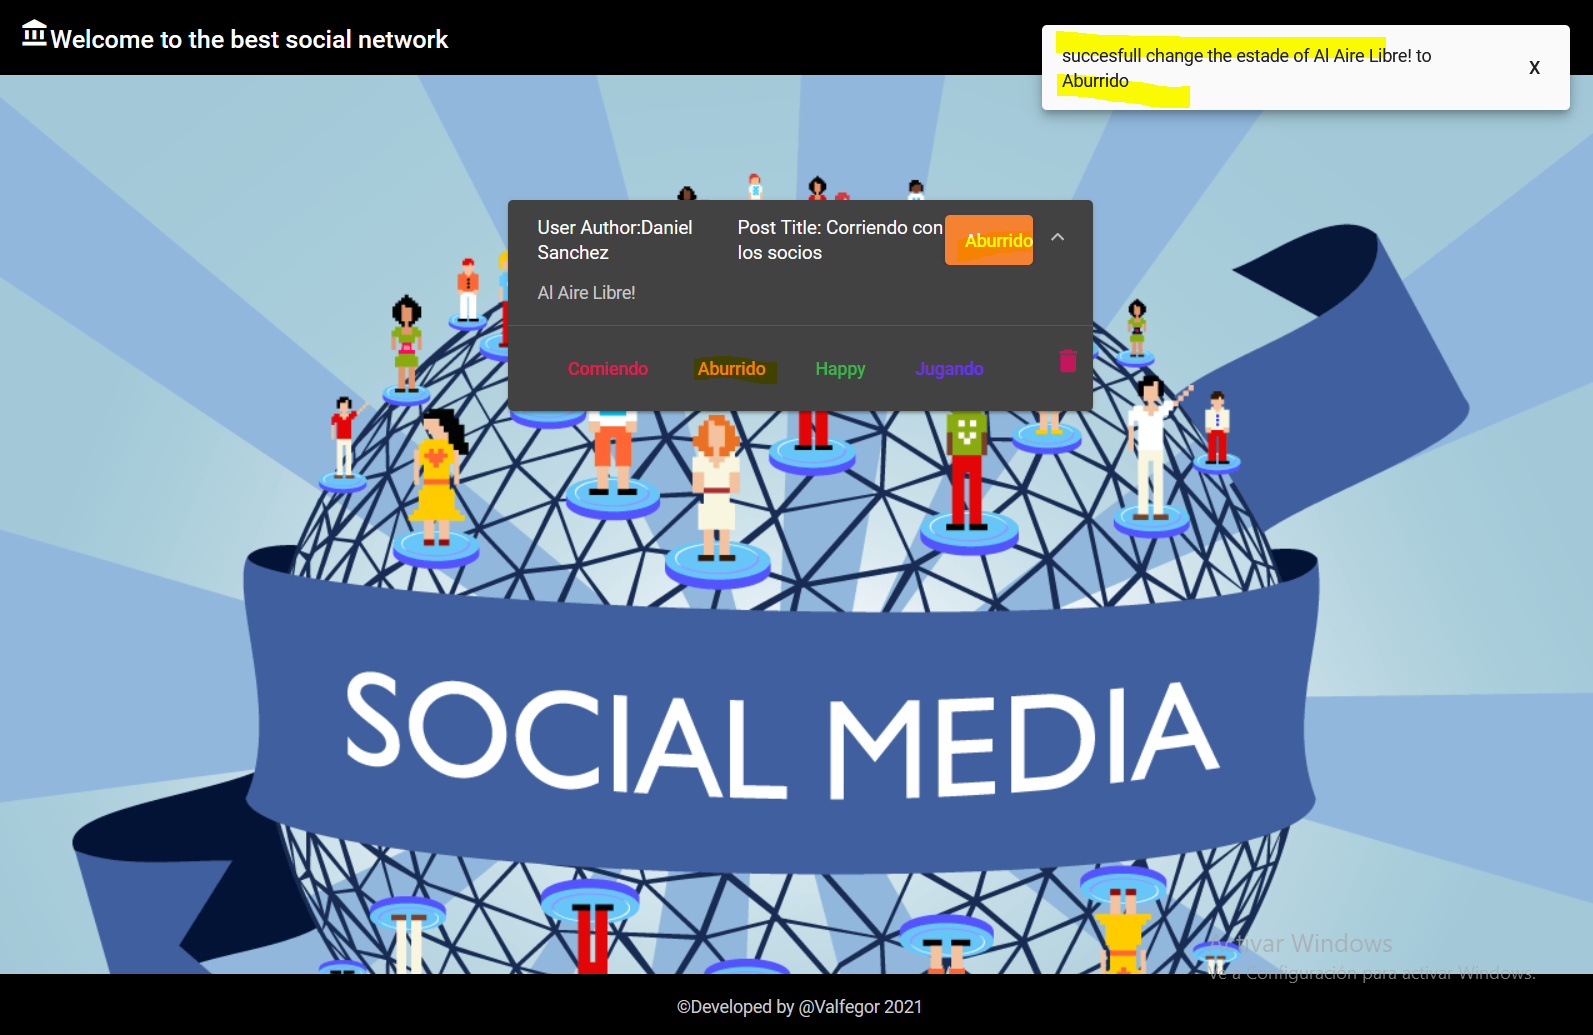 Welcome to the best social network
succesfull change the estade of Al Aire Libre! to
Aburrido
X
User Author:Daniel
Sanchez
Post Title: Corriendo con
los socios
Aburrido
Al Aire Libre!
Comiendo
Aburrido
Happy
Jugando
SOCIAL MEDIA
Activar Windows
Ve a Configuración para activar Windows.
©Developed by @Valfegor 2021